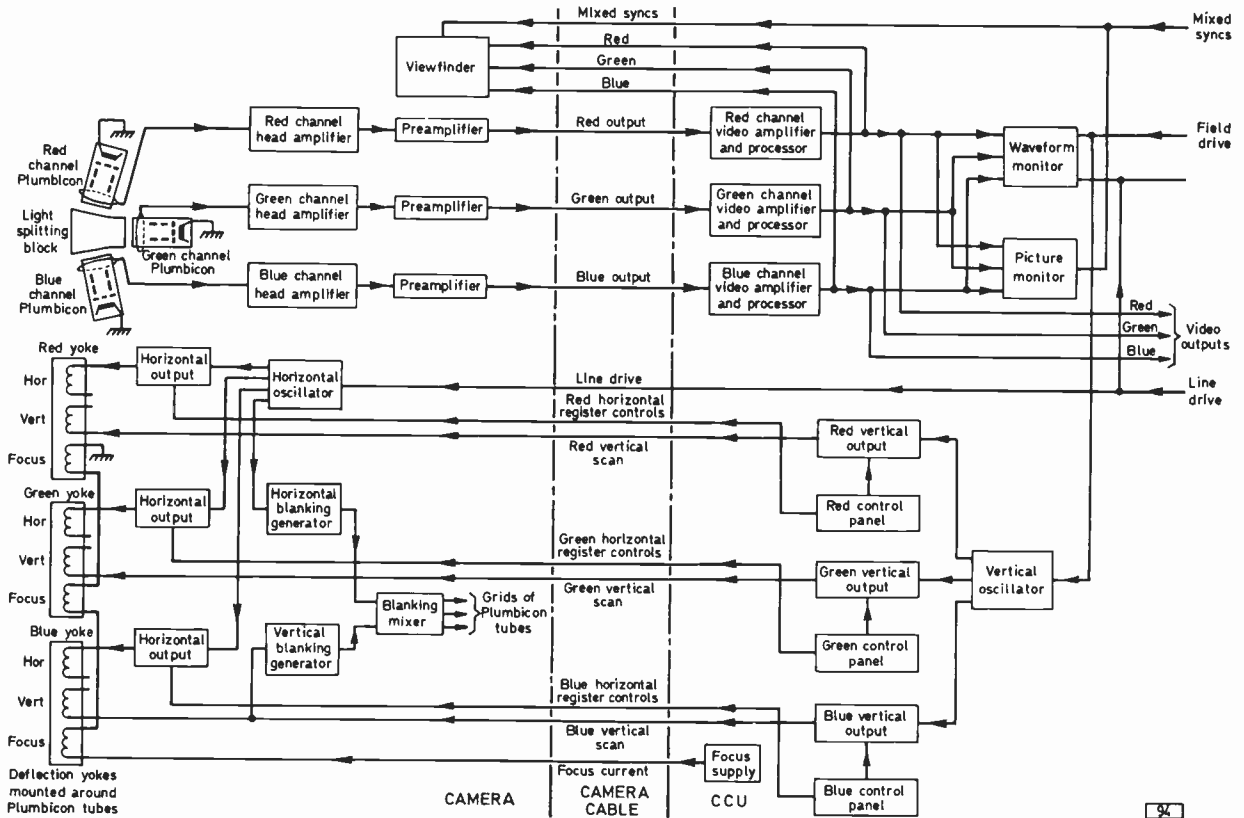 Mixed syncs
Mixed
syncs
Red
Green
Blue
Viewfinder
Red
channel
Plumbicon
Light
splitting
block
Blue
channel
Plumbicon
Green channel
Plumbicon
Red channel
head amplifier
Preamplifier
Red output
Red channel
video amplifier
and processor
Waveform
monitor
Field
drive
Green channel
head amplifier
Preamplifier
Green output
Green channel
video amplifier
and processor
Blue channel
head amplifier
Preamplifier
Blue output
Blue channel
video amplifier
and processor
Picture
monitor
Red
Green
Blue
Video
outputs
Red yoke
Hor
Vert
Focus
Horizontal
output
Horizontal
oscillator
Line drive
Line
drive
Red horizontal
register controls
Red vertical
scan
Red vertical
output
Red control
panel
Green yoke
Hor
Vert
Focus
Horizontal
output
Horizontal
blanking
generator
Green horizontal
register controls
Green vertical
scan
Green vertical
output
Vertical
oscillator
Green control
panel
Blanking
mixer
Grids of
Plumbicon
tubes
Blue yoke
Hor
Vert
Focus
Horizontal
output
Vertical
blanking
generator
Blue horizontal
register controls
Blue vertical
scan
Blue vertical
output
Focus current
Focus
supply
Blue control
panel
Deflection yokes
mounted around
Plumbicon tubes
CAMERA
CAMERA
CABLE
CCU
94